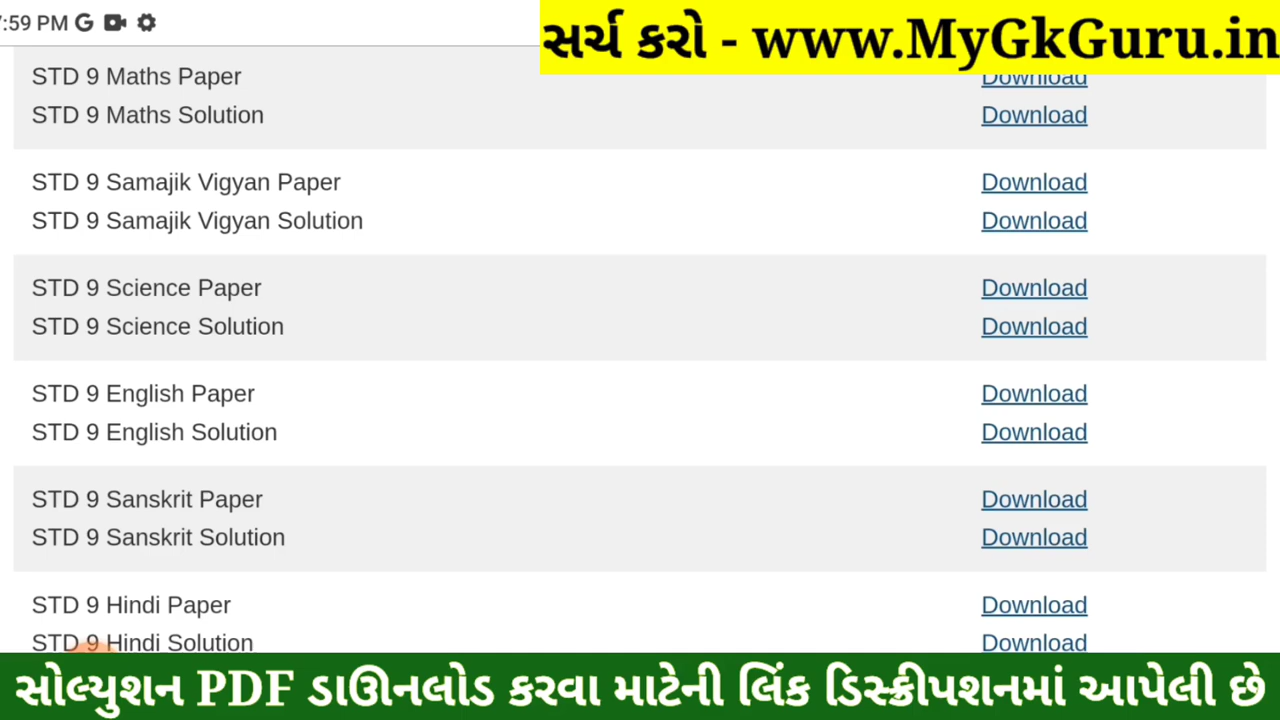 :59 PM G
સર્ચ કરો - www.MyGkGuru.in
STD 9 Maths Paper Download
STD 9 Maths Solution Download
STD 9 Samajik Vigyan Paper Download
STD 9 Samajik Vigyan Solution Download
STD 9 Science Paper Download
STD 9 Science Solution Download
STD 9 English Paper Download
STD 9 English Solution Download
STD 9 Sanskrit Paper Download
STD 9 Sanskrit Solution Download
STD 9 Hindi Paper Download
STD 9 Hindi Solution Download
સોલ્યુશન PDF ડાઊનલોડ કરવા માટેની લિંક ડિસ્ક્રીપશનમાં આપેલી છે